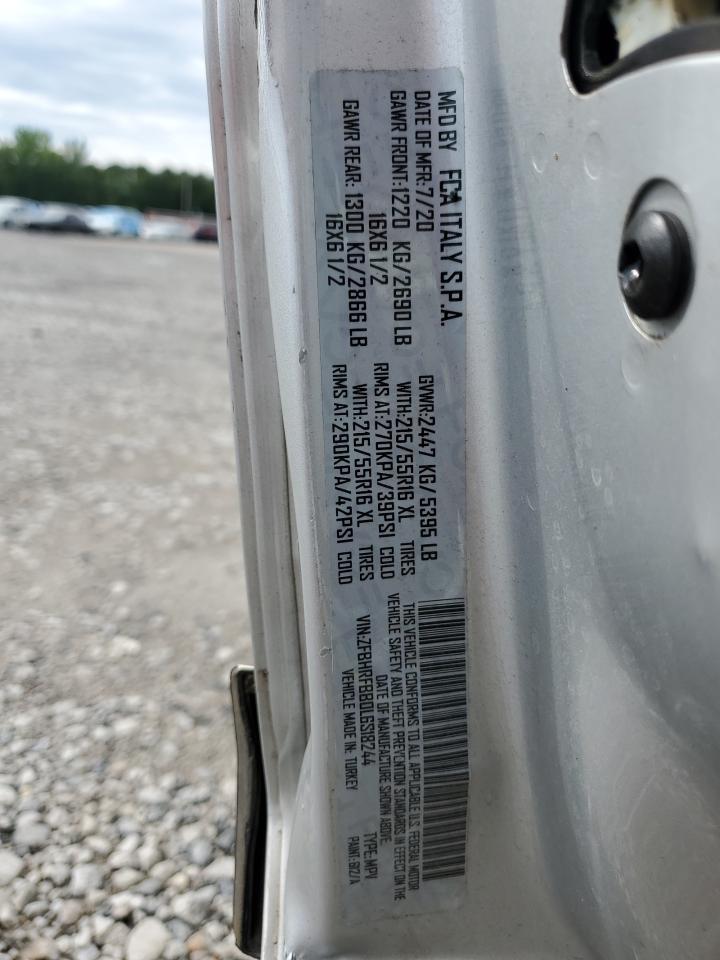 MFD BY FCA ITALY S.P.A.
DATE OF MFR:7/20 GVWR:2447 KG/5395 LB
GAWR FRONT:1220 KG/2690 LB WITH:215/55R16 XL TIRES
16X6 1/2 RIMS AT:270KPA/39PSI COLD
GAWR REAR:1300 KG/2866 LB WITH:215/55R16 XL TIRES
16X6 1/2 RIMS AT:290KPA/42PSI COLD
THIS VEHICLE CONFORMS TO ALL APPLICABLE U.S. FEDERAL MOTOR
VEHICLE SAFETY AND THEFT PREVENTION STANDARDS IN EFFECT ON THE
DATE OF MANUFACTURE SHOWN ABOVE.
VIN:ZFBHRFBB0L6S18244 TYPE:MPV
VEHICLE MADE IN: TURKEY PAINT:612/A